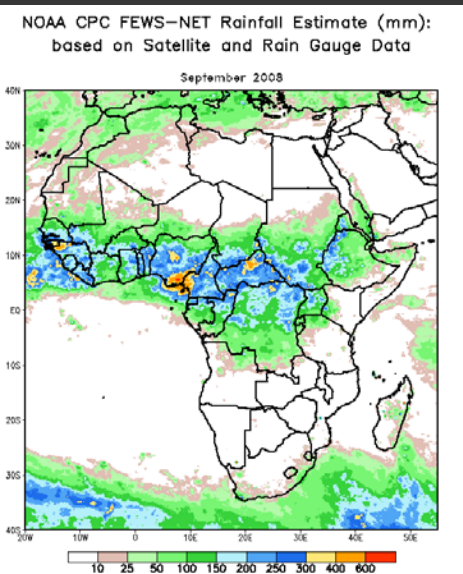 NOAA CPC FEWS-NET Rainfall Estimate (mm):
based on Satellite and Rain Gauge Data
September 2008
40N
30N
20N
10N
EQ
10S
20S
30S
40S
20W 10W 0 10E 20E 30E 40E 50E
10 25 50 100 150 200 250 300 400 600